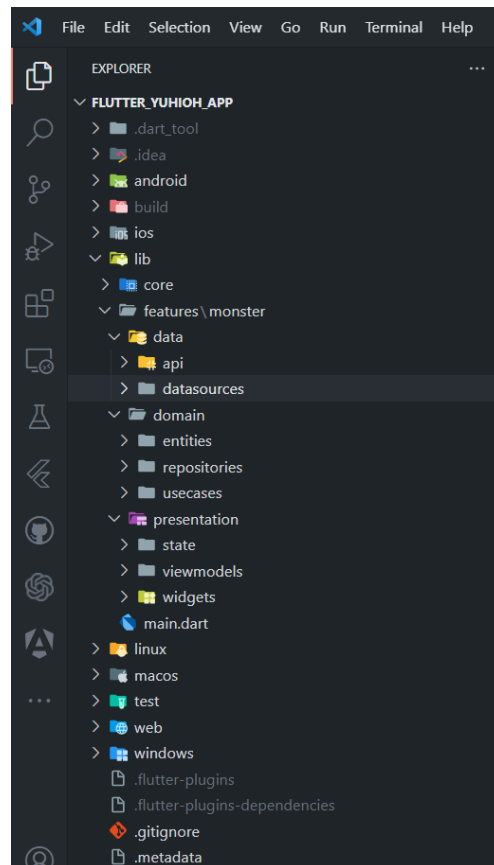 File Edit Selection View Go Run Terminal Help
EXPLORER
FLUTTER_YUHIOH_APP
.dart_tool
.idea
android
build
ios
lib
core
features\monster
data
api
datasources
domain
entities
repositories
usecases
presentation
state
viewmodels
widgets
main.dart
linux
macos
test
web
windows
.flutter-plugins
.flutter-plugins-dependencies
.gitignore
.metadata